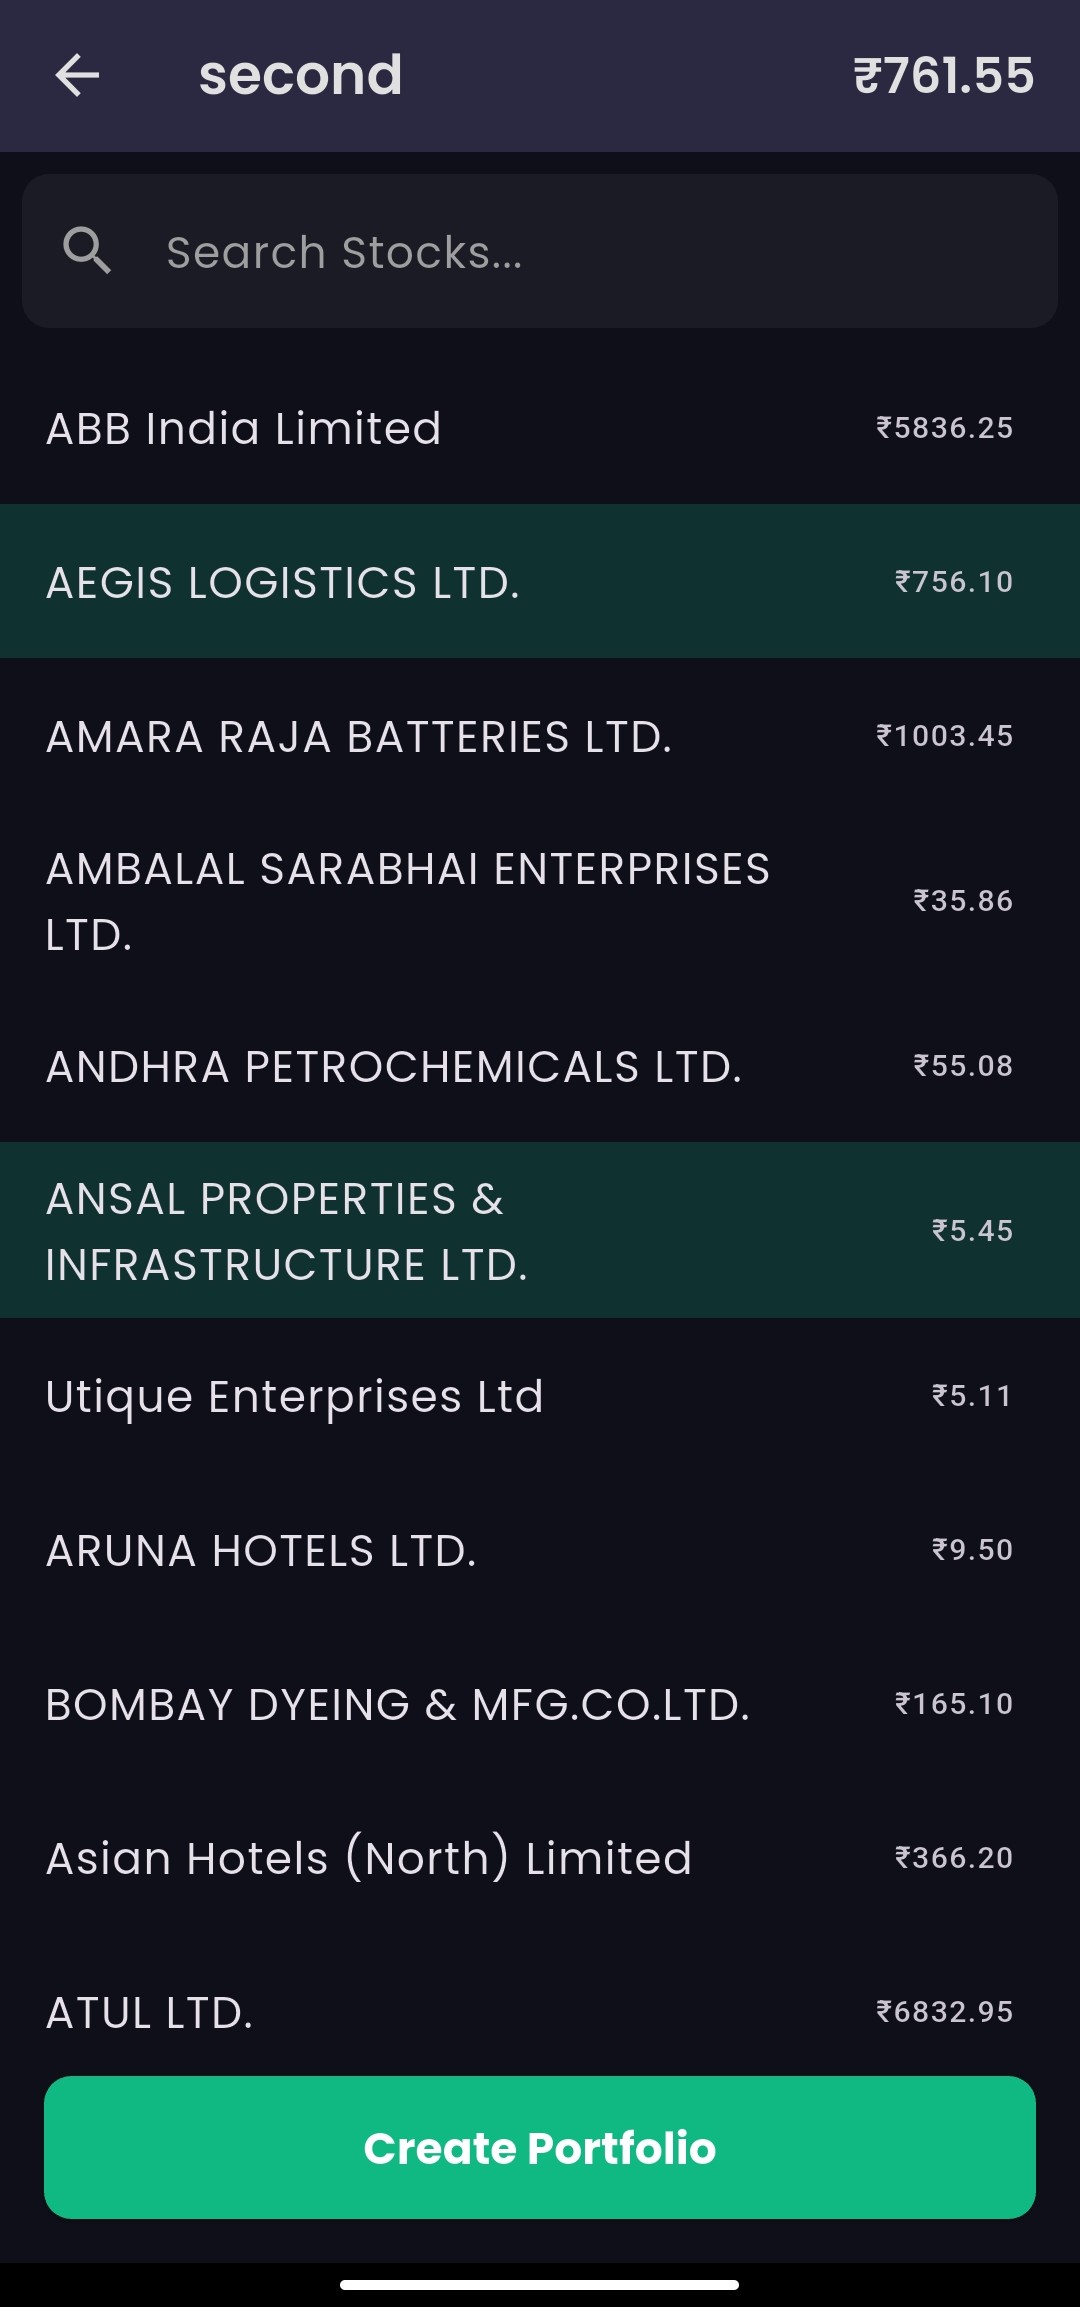 second
₹761.55
Search Stocks...
ABB India Limited
₹5836.25
AEGIS LOGISTICS LTD.
₹756.10
AMARA RAJA BATTERIES LTD.
₹1003.45
AMBALAL SARABHAI ENTERPRISES
LTD.
₹35.86
ANDHRA PETROCHEMICALS LTD.
₹55.08
ANSAL PROPERTIES &
INFRASTRUCTURE LTD.
₹5.45
Utique Enterprises Ltd
₹5.11
ARUNA HOTELS LTD.
₹9.50
BOMBAY DYEING & MFG.CO.LTD.
₹165.10
Asian Hotels (North) Limited
₹366.20
ATUL LTD.
₹6832.95
Create Portfolio